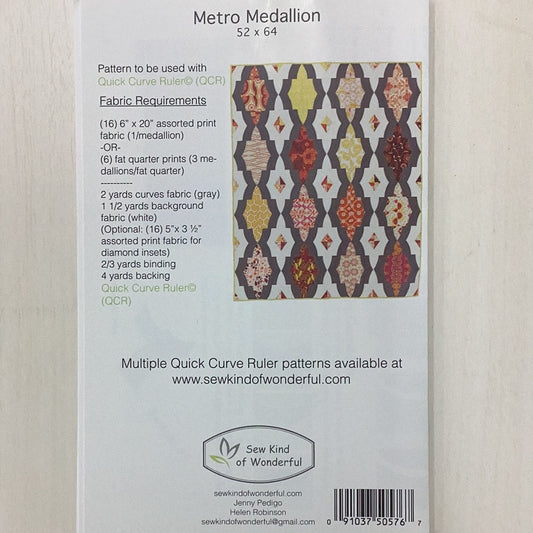 Metro Medallion
52 x 64
Pattern to be used with
Quick Curve Ruler© (QCR)
Fabric Requirements
(16) 6" x 20" assorted print
fabric (1/medallion)
-OR-
(6) fat quarter prints (3 me-
dallions/fat quarter)
----------
2 yards curves fabric (gray)
1 1/2 yards background
fabric (white)
(Optional: (16) 5"x 3 ½"
assorted print fabric for
diamond insets)
2/3 yards binding
4 yards backing
Quick Curve Ruler©
(QCR)
Multiple Quick Curve Ruler patterns available at
www.sewkindofwonderful.com
Sew Kind
of Wonderful
sewkindofwonderful.com
Jenny Pedigo
Helen Robinson
sewkindofwonderful@gmail.com
0 91037 50576 7